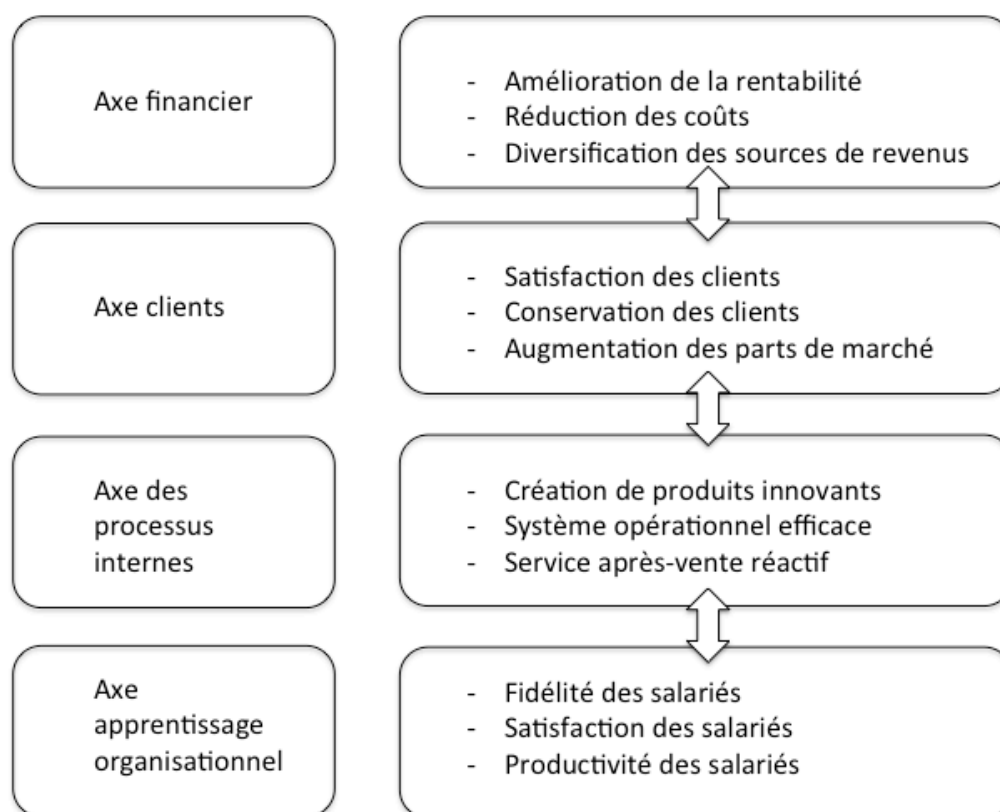 Axe financier
- Amélioration de la rentabilité
- Réduction des coûts
- Diversification des sources de revenus
Axe clients
- Satisfaction des clients
- Conservation des clients
- Augmentation des parts de marché
Axe des
processus
internes
- Création de produits innovants
- Système opérationnel efficace
- Service après-vente réactif
Axe
apprentissage
organisationnel
- Fidélité des salariés
- Satisfaction des salariés
- Productivité des salariés